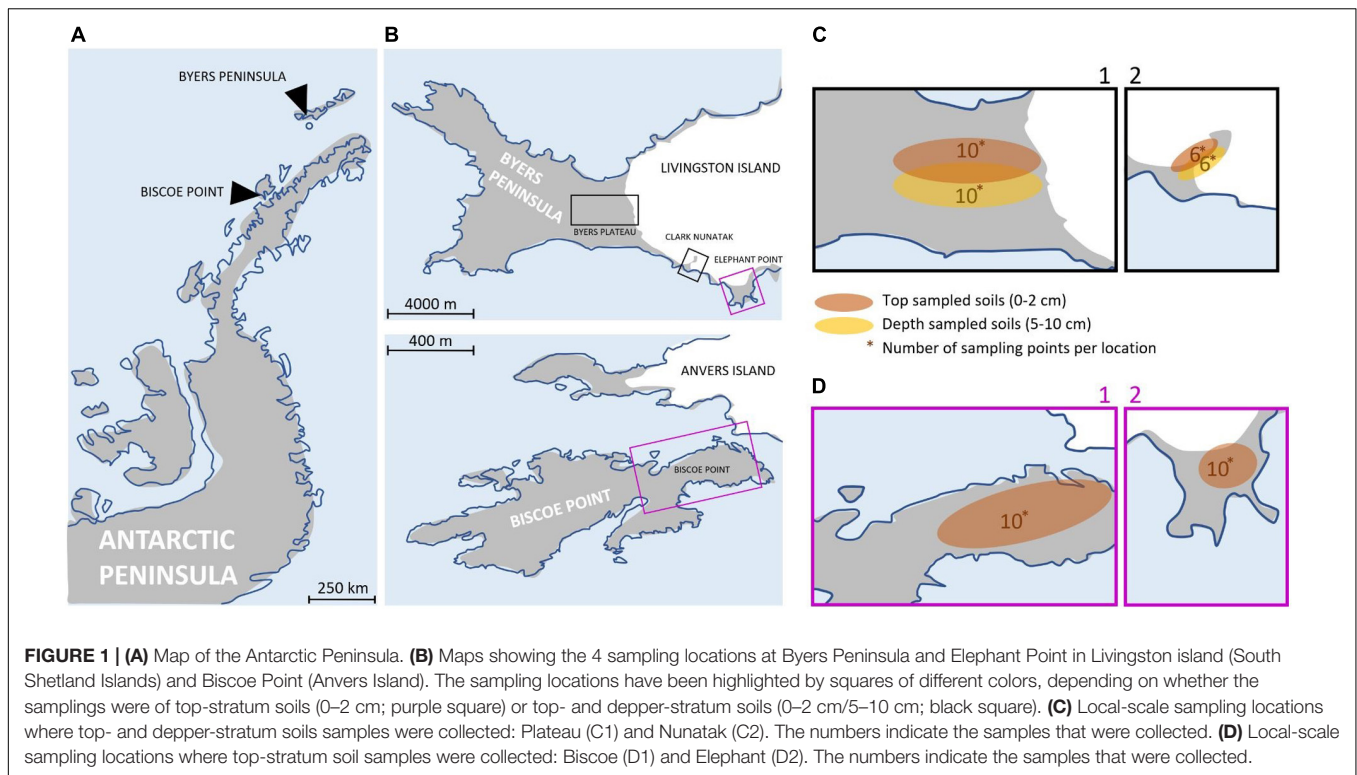 A
BYERS PENINSULA
BISCOE POINT
ANTARCTIC
PENINSULA
250 km
B
BYERS
PENINSULA
LIVINGSTON ISLAND
BYERS PLATEAU
CLARK NUNATAK
ELEPHANT POINT
4000 m
400 m
ANVERS ISLAND
BISCOE POINT
BISCOE POINT
C
1 2
10*
10*
6*
6*
Top sampled soils (0-2 cm)
Depth sampled soils (5-10 cm)
* Number of sampling points per location
D
1 2
10*
10*
FIGURE 1 | (A) Map of the Antarctic Peninsula. (B) Maps showing the 4 sampling locations at Byers Peninsula and Elephant Point in Livingston island (South
Shetland Islands) and Biscoe Point (Anvers Island). The sampling locations have been highlighted by squares of different colors, depending on whether the
samplings were of top-stratum soils (0–2 cm; purple square) or top- and depper-stratum soils (0–2 cm/5–10 cm; black square). (C) Local-scale sampling locations
where top- and depper-stratum soils samples were collected: Plateau (C1) and Nunatak (C2). The numbers indicate the samples that were collected. (D) Local-scale
sampling locations where top-stratum soil samples were collected: Biscoe (D1) and Elephant (D2). The numbers indicate the samples that were collected.